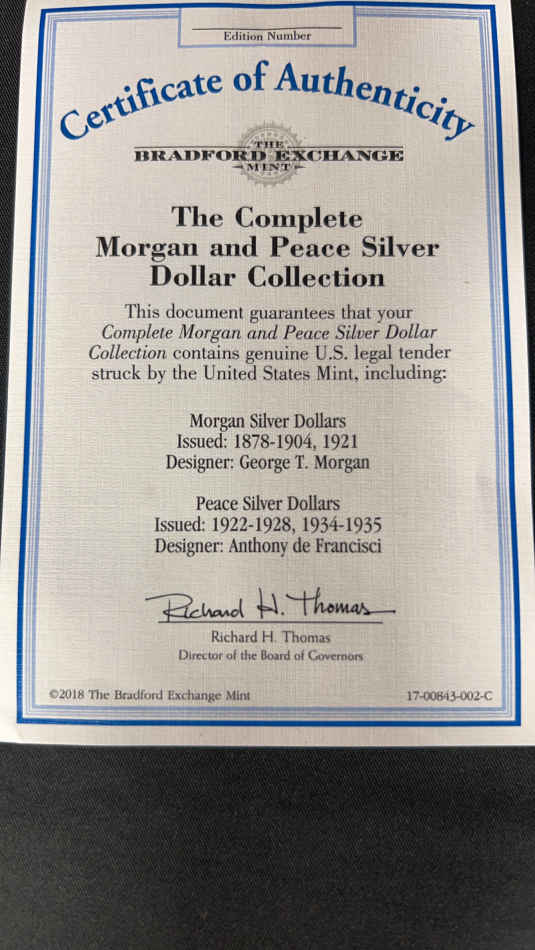 Edition Number
Certificate of Authenticity
THE
BRADFORD EXCHANGE
MINT
The Complete
Morgan and Peace Silver
Dollar Collection
This document guarantees that your
Complete Morgan and Peace Silver Dollar
Collection contains genuine U.S. legal tender
struck by the United States Mint, including:
Morgan Silver Dollars
Issued: 1878-1904, 1921
Designer: George T. Morgan
Peace Silver Dollars
Issued: 1922-1928, 1934-1935
Designer: Anthony de Francisci
Richard H. Thomas
Richard H. Thomas
Director of the Board of Governors
©2018 The Bradford Exchange Mint
17-00843-002-C